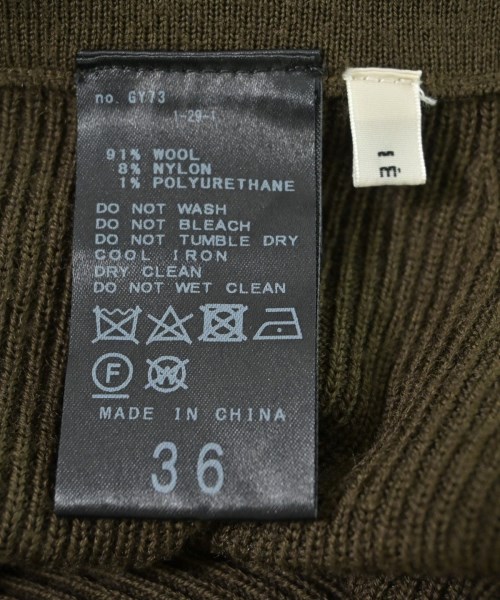 no. GY73
1-29-1
91% WOOL
8% NYLON
1% POLYURETHANE
DO NOT WASH
DO NOT BLEACH
DO NOT TUMBLE DRY
COOL IRON
DRY CLEAN
DO NOT WET CLEAN
F W
MADE IN CHINA
36